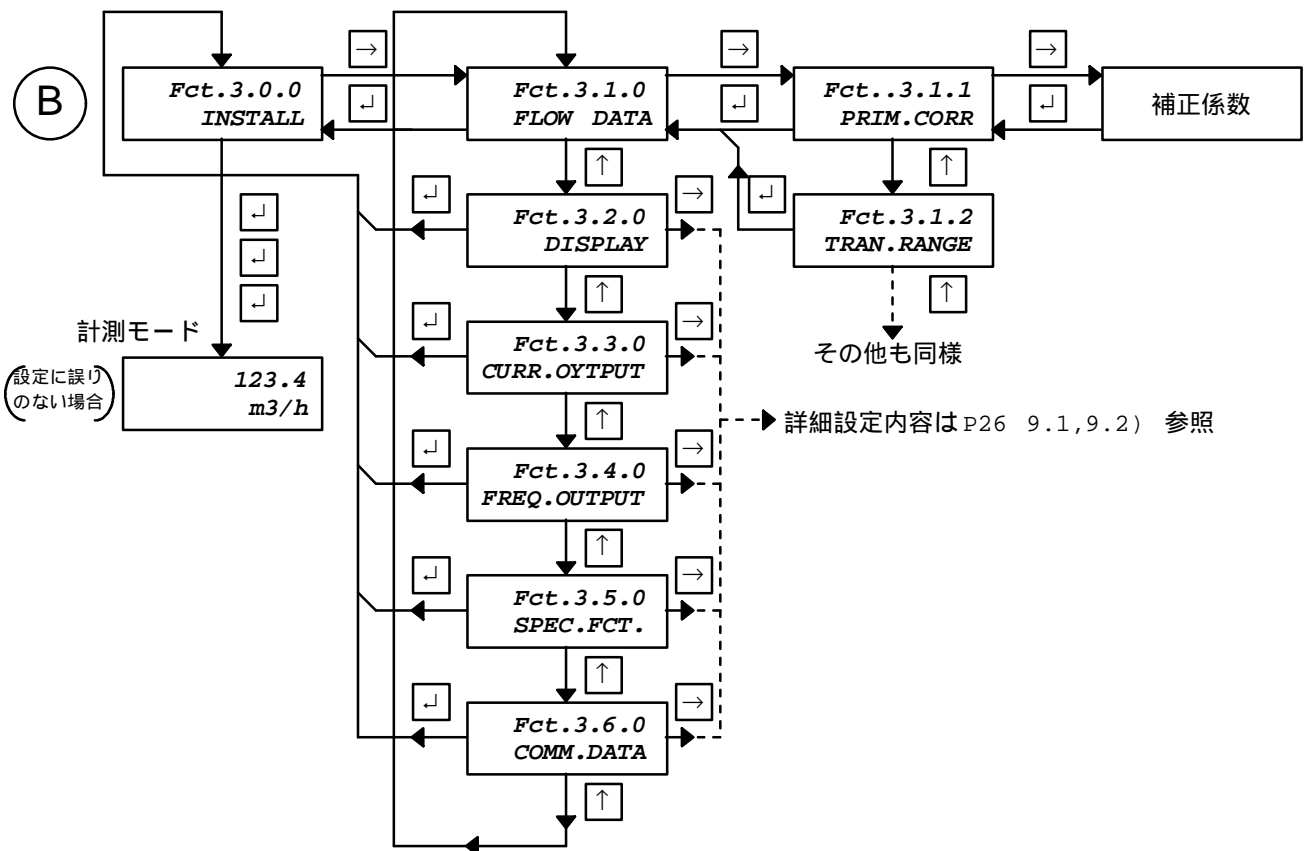 B
Fct.3.0.0
INSTALL
→
↵
Fct.3.1.0
FLOW DATA
→
↵
Fct..3.1.1
PRIM.CORR
→
↵
補正係数
↑
↑
↵
Fct.3.2.0
DISPLAY
→
↵
Fct.3.1.2
TRAN.RANGE
↵
↵
↵
↑
↑
計測モード
その他も同様
設定に誤り
のない場合
123.4
m3/h
↵
Fct.3.3.0
CURR.OYTPUT
→
↑
詳細設定内容はP26 9.1,9.2) 参照
↵
Fct.3.4.0
FREQ.OUTPUT
→
↑
↵
Fct.3.5.0
SPEC.FCT.
→
↑
↵
Fct.3.6.0
COMM.DATA
→
↑